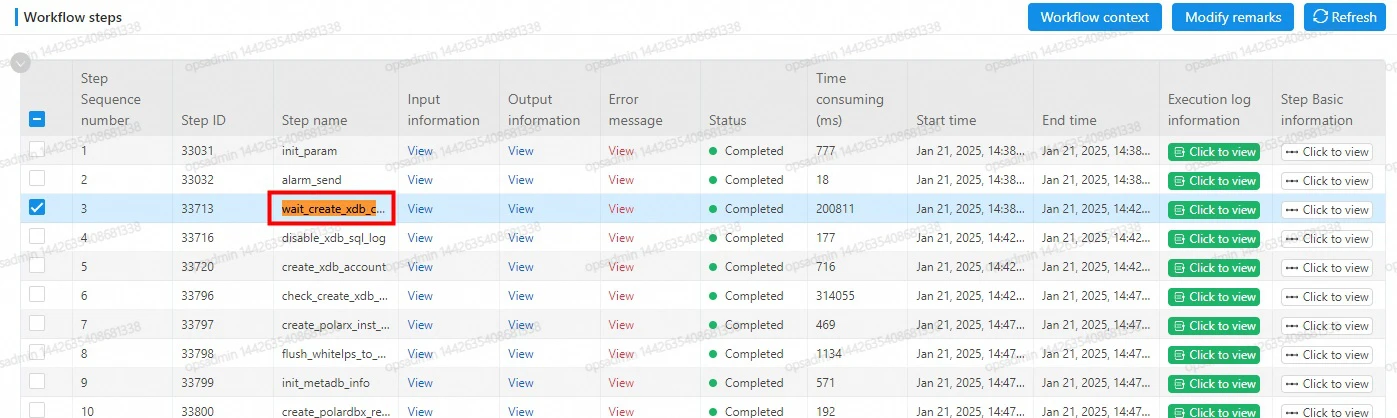 Workflow steps Workflow context Modify remarks Refresh
Step Sequence number Step ID Step name Input information Output information Error message Status Time consuming (ms) Start time End time Execution log information Step Basic information
1 33031 init_param View View View Completed 777 Jan 21, 2025, 14:38... Jan 21, 2025, 14:38... Click to view Click to view
2 33032 alarm_send View View View Completed 18 Jan 21, 2025, 14:38... Jan 21, 2025, 14:38... Click to view Click to view
3 33713 wait_create_xdb_c... View View View Completed 200811 Jan 21, 2025, 14:38... Jan 21, 2025, 14:42... Click to view Click to view
4 33716 disable_xdb_sql_log View View View Completed 177 Jan 21, 2025, 14:42... Jan 21, 2025, 14:42... Click to view Click to view
5 33720 create_xdb_account View View View Completed 716 Jan 21, 2025, 14:42... Jan 21, 2025, 14:42... Click to view Click to view
6 33796 check_create_xdb_... View View View Completed 314055 Jan 21, 2025, 14:42... Jan 21, 2025, 14:47... Click to view Click to view
7 33797 create_polarx_inst_... View View View Completed 469 Jan 21, 2025, 14:47... Jan 21, 2025, 14:47... Click to view Click to view
8 33798 flush_whitelps_to_... View View View Completed 1134 Jan 21, 2025, 14:47... Jan 21, 2025, 14:47... Click to view Click to view
9 33799 init_metadb_info View View View Completed 571 Jan 21, 2025, 14:47... Jan 21, 2025, 14:47... Click to view Click to view
10 33800 create_polardbx_re... View View View Completed 192 Jan 21, 2025, 14:47... Jan 21, 2025, 14:47... Click to view Click to view
opsadmin 1442635408681338